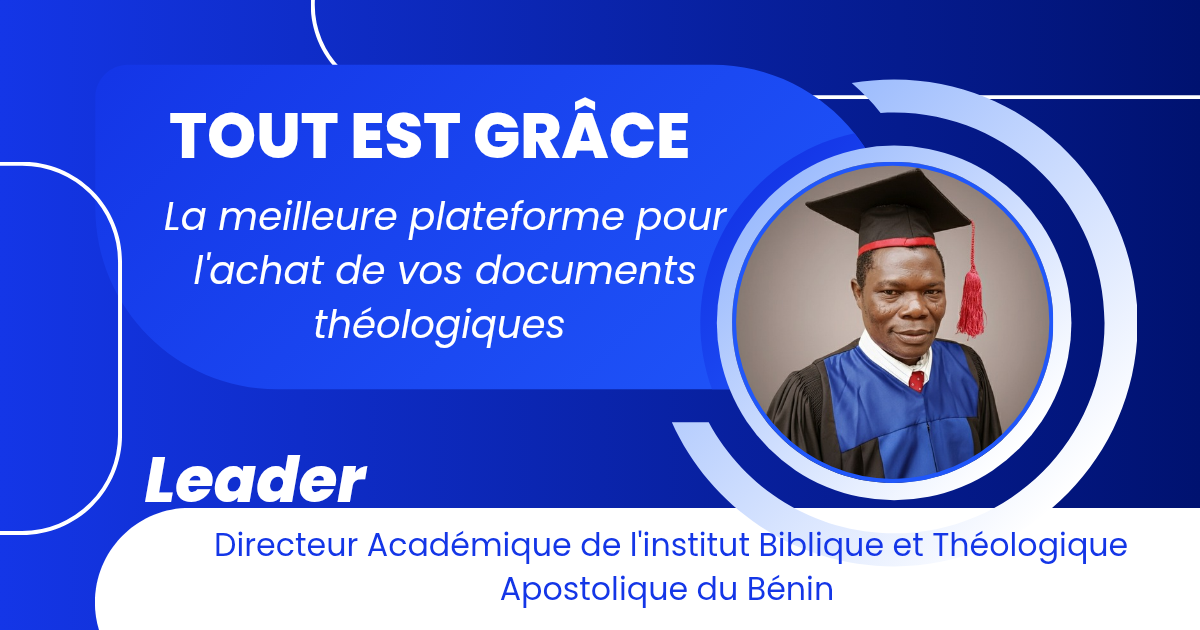 TOUT EST GRÂCE
La meilleure plateforme pour
l'achat de vos documents
théologiques
Leader
Directeur Académique de l'institut Biblique et Théologique
Apostolique du Bénin